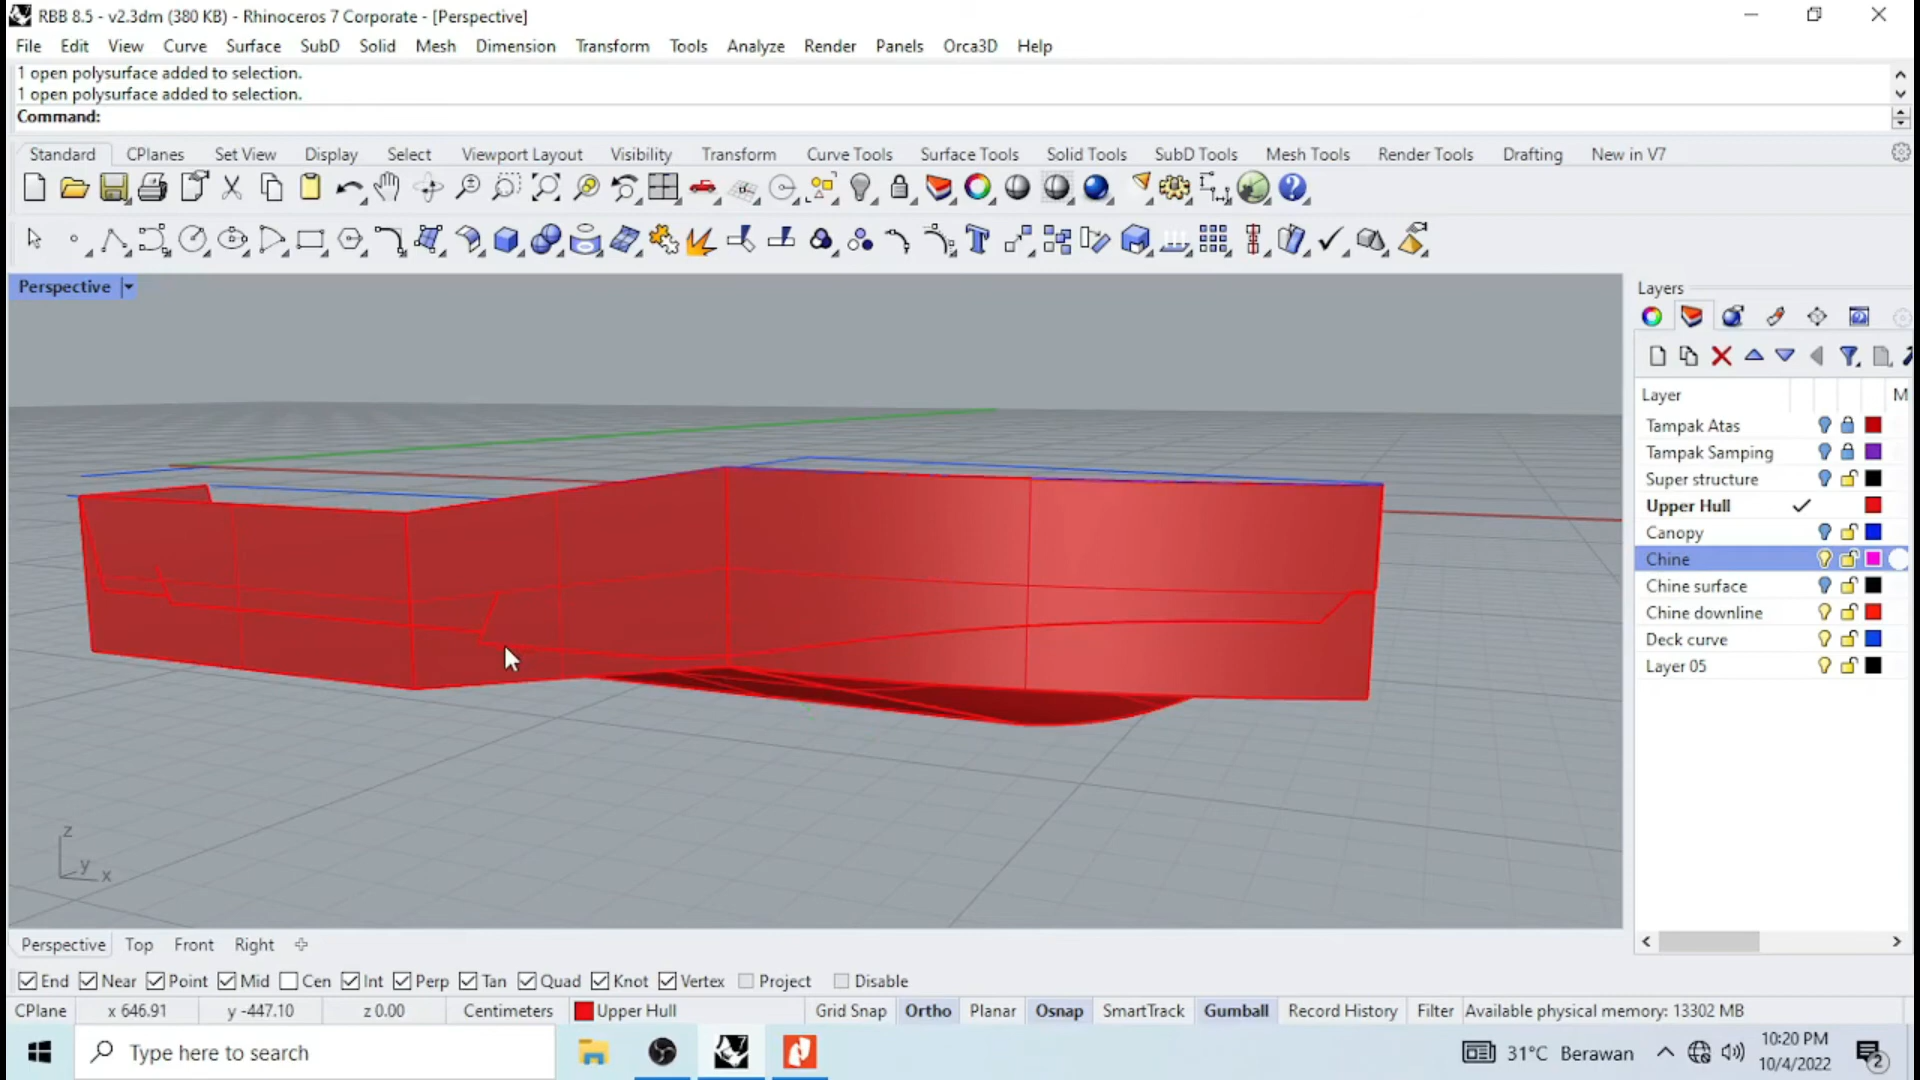 RBB 8.5 - v2.3dm (380 KB) - Rhinoceros 7 Corporate - [Perspective]
File Edit View Curve Surface SubD Solid Mesh Dimension Transform Tools Analyze Render Panels Orca3D Help
1 open polysurface added to selection.
1 open polysurface added to selection.
Command:
Standard CPlanes Set View Display Select Viewport Layout Visibility Transform Curve Tools Surface Tools Solid Tools SubD Tools Mesh Tools Render Tools Drafting New in V7
Perspective
Layers
Layer M
Tampak Atas
Tampak Samping
Super structure
Upper Hull
Canopy
Chine
Chine surface
Chine downline
Deck curve
Layer 05
z
y x
Perspective Top Front Right
End Near Point Mid Cen Int Perp Tan Quad Knot Vertex Project Disable
CPlane x 646.91 y -447.10 z 0.00 Centimeters Upper Hull Grid Snap Ortho Planar Osnap SmartTrack Gumball Record History Filter Available physical memory: 13302 MB
Type here to search
7
31°C Berawan
10:20 PM
10/4/2022
2